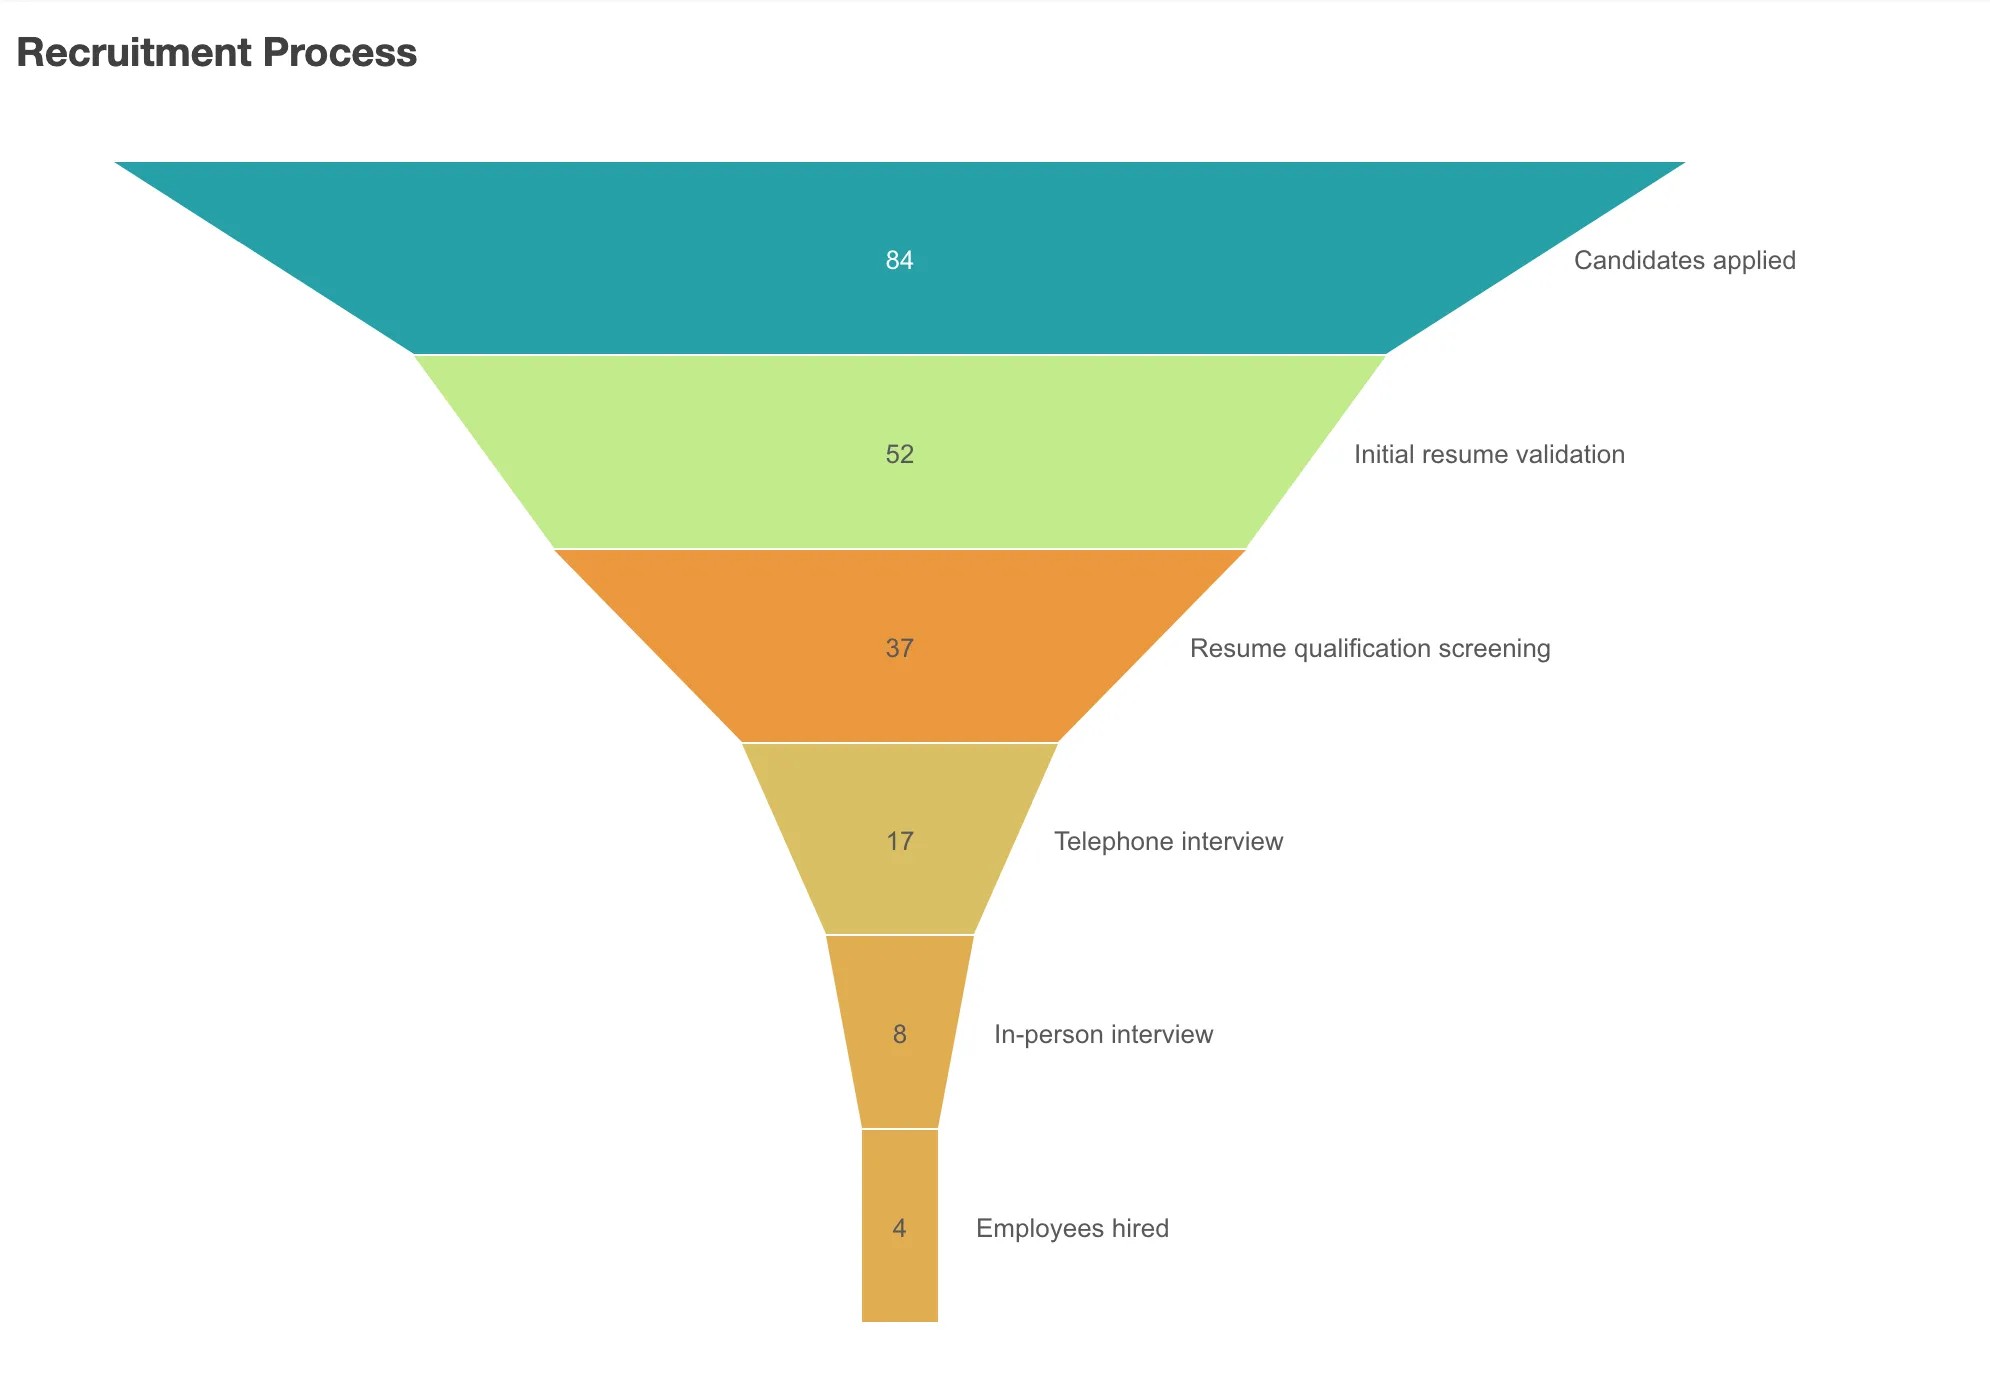 Recruitment Process
84
Candidates applied
52
Initial resume validation
37
Resume qualification screening
17
Telephone interview
8
In-person interview
4
Employees hired